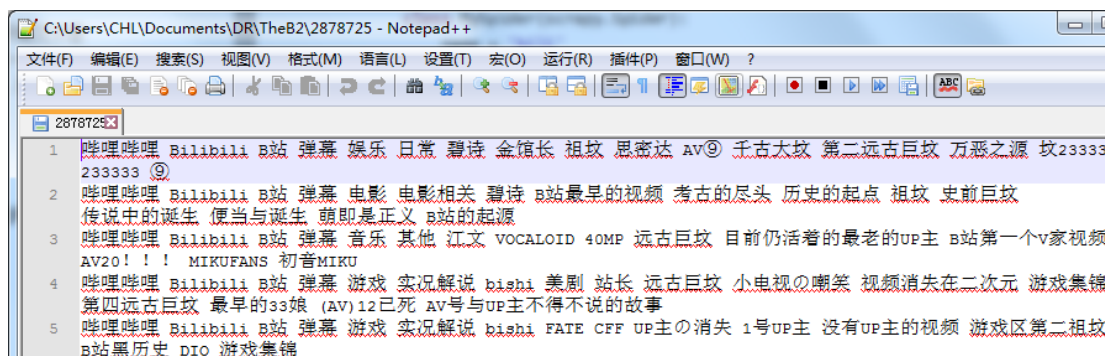 C:\Users\CHL\Documents\DR\TheB2\2878725 - Notepad++
文件(F) 编辑(E) 搜索(S) 视图(V) 格式(M) 语言(L) 设置(T) 宏(O) 运行(R) 插件(P) 窗口(W) ?
2878725
1 哔哩哔哩 Bilibili B站 弹幕 娱乐 日常 碧诗 金馆长 祖坟 思密达 AV⑨ 千古大坟 第二远古巨坟 万恶之源 坟23333
233333 ⑨
2 哔哩哔哩 Bilibili B站 弹幕 电影 电影相关 碧诗 B站最早的视频 考古的尽头 历史的起点 祖坟 史前巨坟
传说中的诞生 便当与诞生 萌即是正义 B站的起源
3 哔哩哔哩 Bilibili B站 弹幕 音乐 其他 江文 VOCALOID 40MP 远古巨坟 目前仍活着的最老的UP主 B站第一个V家视频
AV20！！！ MIKUFANS 初音MIKU
4 哔哩哔哩 Bilibili B站 弹幕 游戏 实况解说 bishi 美剧 站长 远古巨坟 小电视の嘲笑 视频消失在二次元 游戏集锦
第四远古巨坟 最早的33娘 (AV)12已死 AV号与UP主不得不说的故事
5 哔哩哔哩 Bilibili B站 弹幕 游戏 实况解说 bishi FATE CFF UP主の消失 1号UP主 没有UP主的视频 游戏区第二祖坟
B站黑历史 DIO 游戏集锦